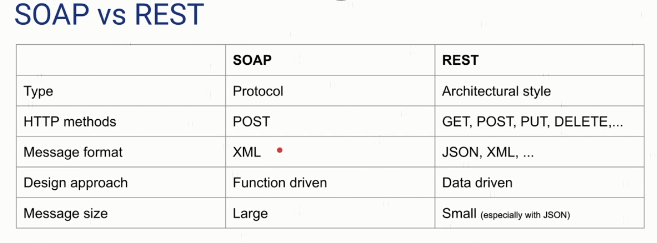 SOAP vs REST
SOAP REST
Type Protocol Architectural style
HTTP methods POST GET, POST, PUT, DELETE,...
Message format XML JSON, XML, ...
Design approach Function driven Data driven
Message size Large Small (especially with JSON)